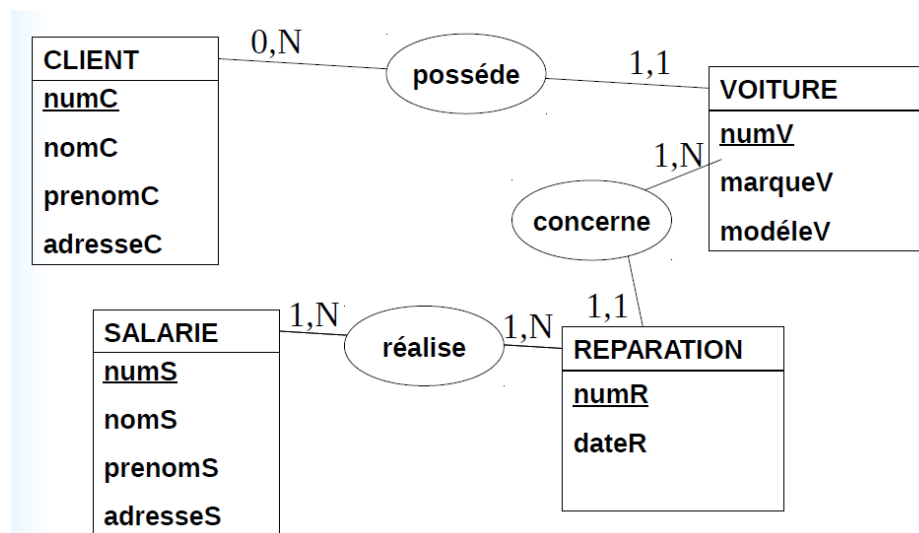 CLIENT
numC
nomC
prenomC
adresseC
0,N
posséde
1,1
VOITURE
numV
marqueV
modéleV
1,N
concerne
1,1
SALARIE
numS
nomS
prenomS
adresseS
1,N
réalise
1,N
REPARATION
numR
dateR